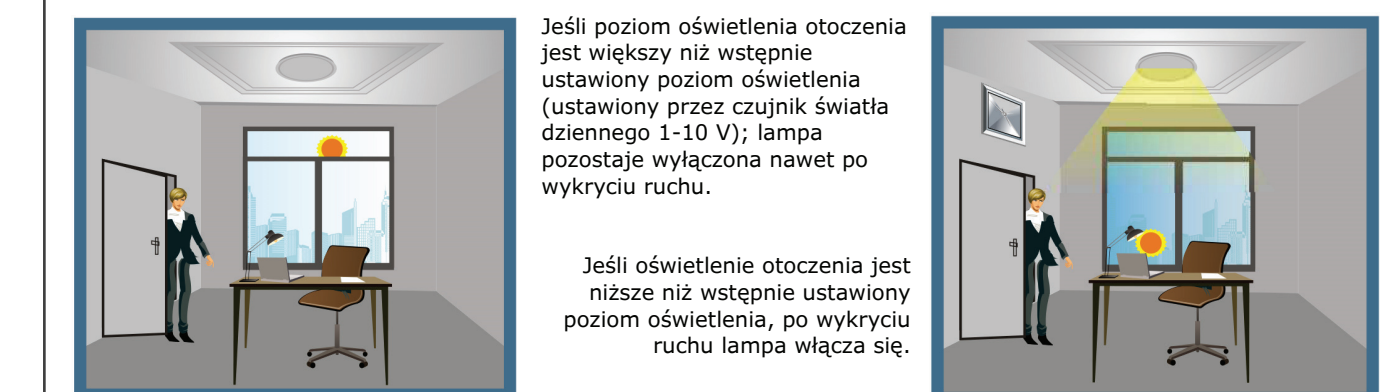 Jeśli poziom oświetlenia otoczenia
jest większy niż wstępnie
ustawiony poziom oświetlenia
(ustawiony przez czujnik światła
dziennego 1-10 V); lampa
pozostaje wyłączona nawet po
wykryciu ruchu.
Jeśli oświetlenie otoczenia jest
niższe niż wstępnie ustawiony
poziom oświetlenia, po wykryciu
ruchu lampa włącza się.